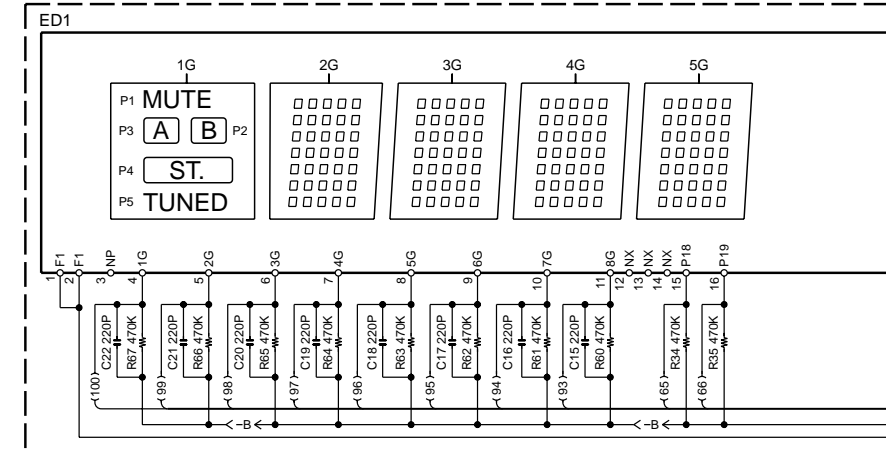 ED1
1G 2G 3G 4G 5G
P1 MUTE
P3 A B P2
P4 ST.
P5 TUNED
F1 F1 NP 1G 2G 3G 4G 5G 6G 7G 8G NX NX NX P18 P19
1 2 3 4 5 6 7 8 9 10 11 12 13 14 15 16
C22 220P R67 470K C21 220P R66 470K C20 220P R65 470K C19 220P R64 470K C18 220P R63 470K C17 220P R62 470K C16 220P R61 470K C15 220P R60 470K R34 470K R35 470K
(100) (99) (98) (97) (96) (95) (94) (93) (65) (66)
–B –B